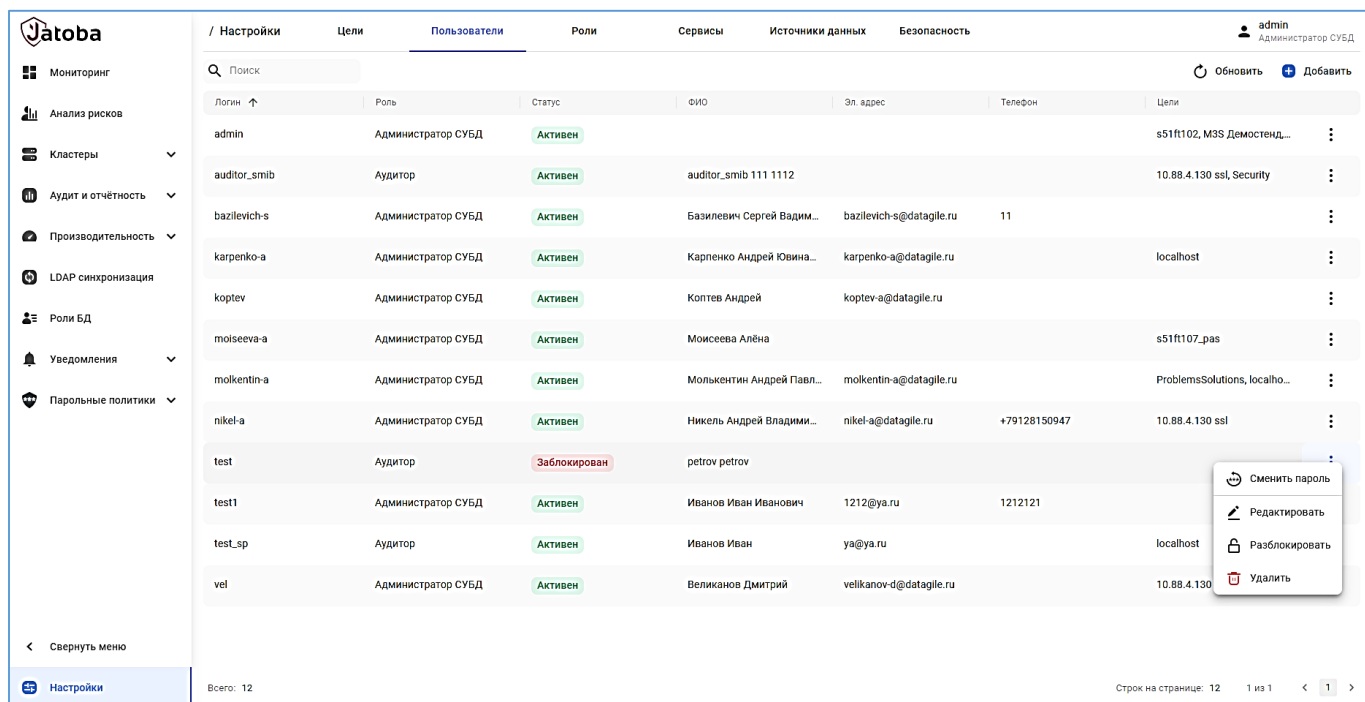 Jatoba
/ Настройки Цели Пользователи Роли Сервисы Источники данных Безопасность
admin
Администратор СУБД
Мониторинг
Анализ рисков
Кластеры
Аудит и отчётность
Производительность
LDAP синхронизация
Роли БД
Уведомления
Парольные политики
Свернуть меню
Настройки
Поиск Обновить Добавить
Логин Роль Статус ФИО Эл. адрес Телефон Цели
admin Администратор СУБД Активен s51ft102, M3S Демостенд,...
auditor_smib Аудитор Активен auditor_smib 111 1112 10.88.4.130 ssl, Security
bazilevich-s Администратор СУБД Активен Базилевич Сергей Вадим... bazilevich-s@datagile.ru 11
karpenko-a Администратор СУБД Активен Карпенко Андрей Ювина... karpenko-a@datagile.ru localhost
koptev Администратор СУБД Активен Коптев Андрей koptev-a@datagile.ru
moiseeva-a Администратор СУБД Активен Моисеева Алёна s51ft107_pas
molkentin-a Администратор СУБД Активен Молькентин Андрей Павл... molkentin-a@datagile.ru ProblemsSolutions, localho...
nikel-a Администратор СУБД Активен Никель Андрей Владими... nikel-a@datagile.ru +79128150947 10.88.4.130 ssl
test Аудитор Заблокирован petrov petrov
test1 Администратор СУБД Активен Иванов Иван Иванович 1212@ya.ru 1212121
test_sp Аудитор Активен Иванов Иван ya@ya.ru localhost
vel Администратор СУБД Активен Великанов Дмитрий velikanov-d@datagile.ru 10.88.4.130
Сменить пароль
Редактировать
Разблокировать
Удалить
Всего: 12 Строк на странице: 12 1 из 1 1